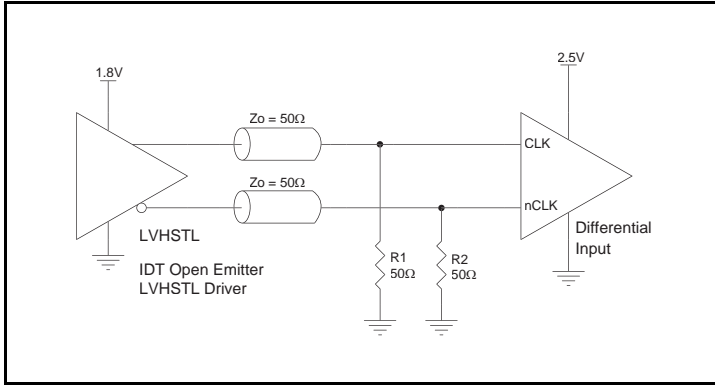 1.8V
2.5V
Zo = 50Ω
CLK
Zo = 50Ω
nCLK
Differential
Input
LVHSTL
R1
50Ω
R2
50Ω
IDT Open Emitter
LVHSTL Driver